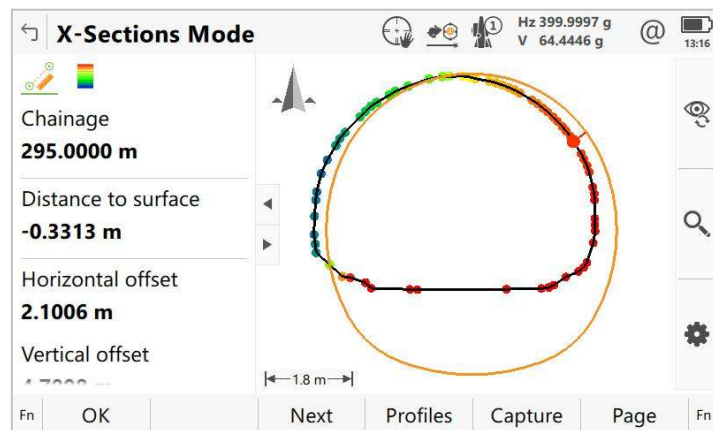 X-Sections Mode
1
Hz 399.9997 g
V 64.4446 g
@
13:16
Chainage
295.0000 m
Distance to surface
-0.3313 m
Horizontal offset
2.1006 m
Vertical offset
1.8 m
Fn OK Next Profiles Capture Page Fn